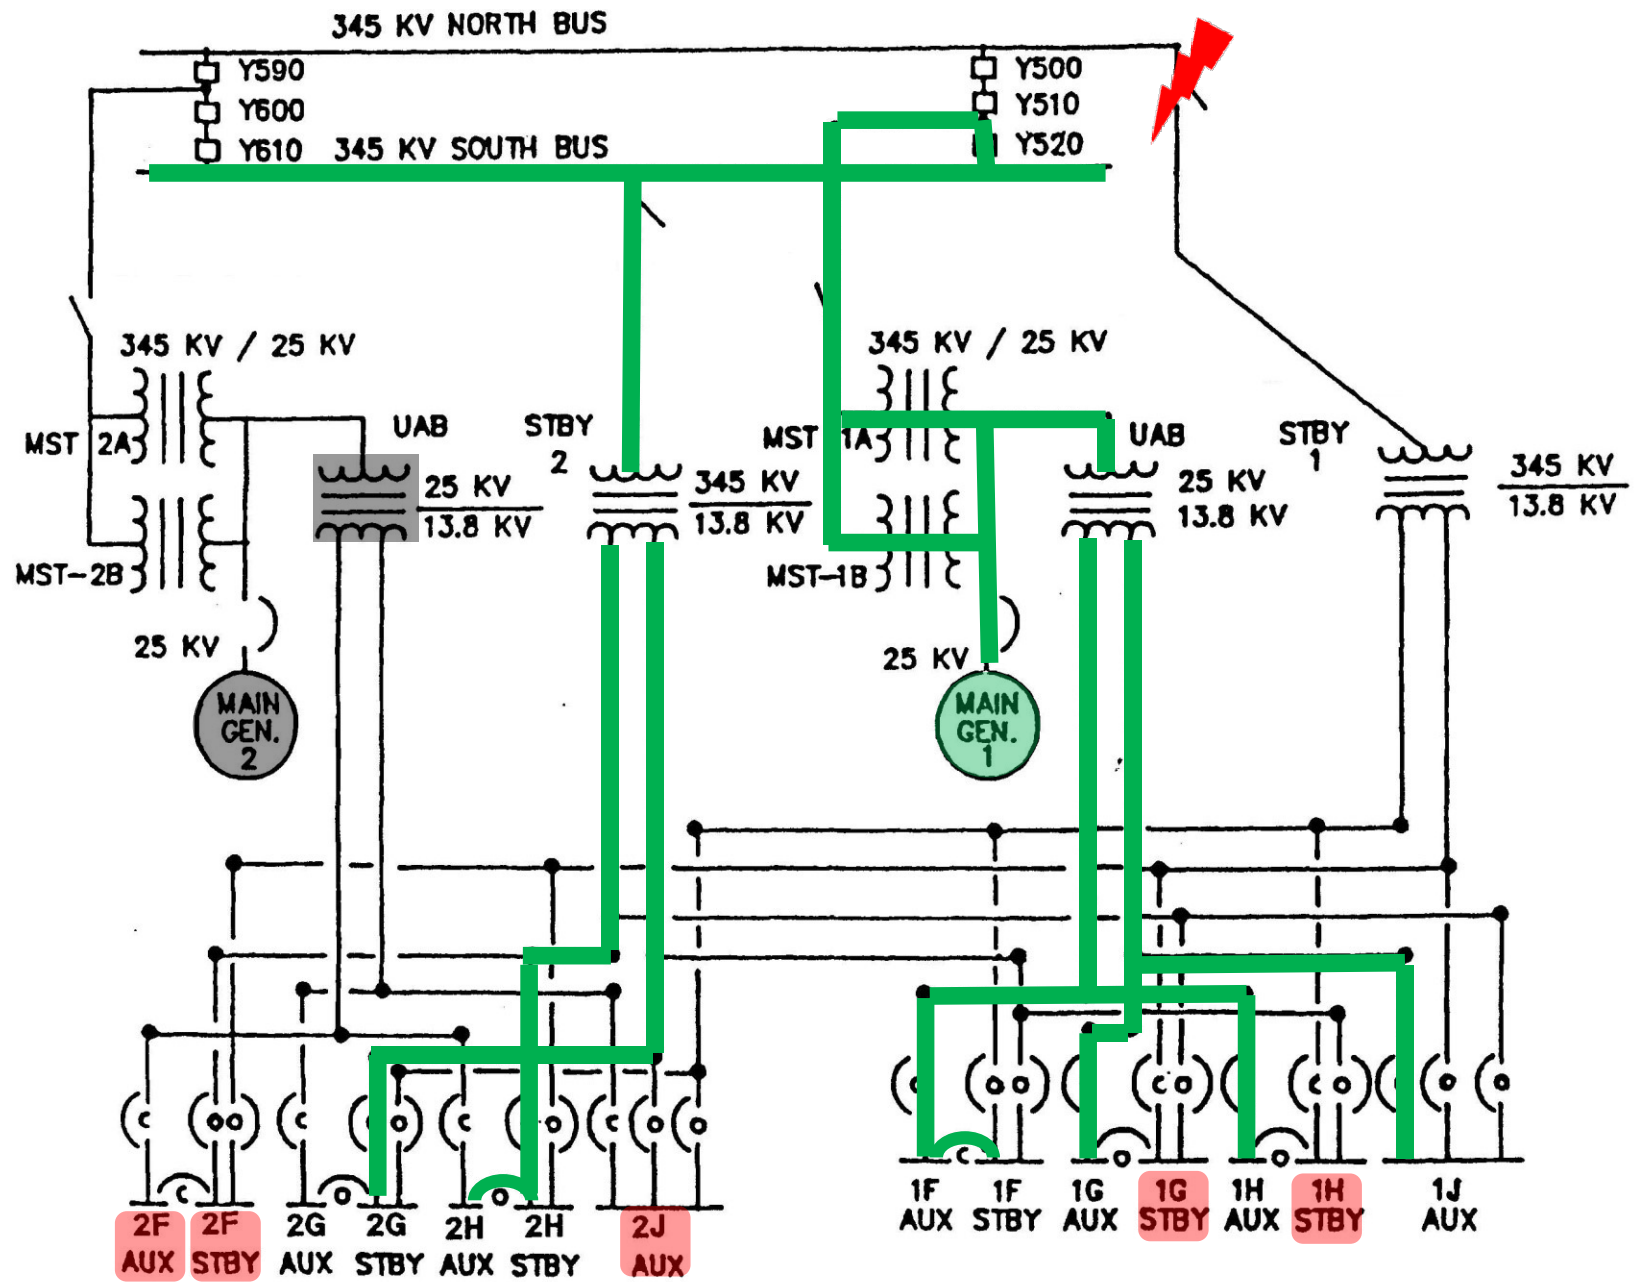 345 KV NORTH BUS
Y590
Y500
Y600
Y510
Y610
345 KV SOUTH BUS
Y520
345 KV / 25 KV
345 KV / 25 KV
UAB
STBY
2
MST 2A
MST 1A
UAB
STBY
1
25 KV
13.8 KV
345 KV
13.8 KV
25 KV
13.8 KV
345 KV
13.8 KV
MST-2B
MST-1B
25 KV
25 KV
MAIN
GEN.
2
MAIN
GEN.
1
2F
AUX
2F
STBY
2G
AUX
2G
STBY
2H
AUX
2H
STBY
2J
AUX
1F
AUX
1F
STBY
1G
AUX
1G
STBY
1H
AUX
1H
STBY
1J
AUX